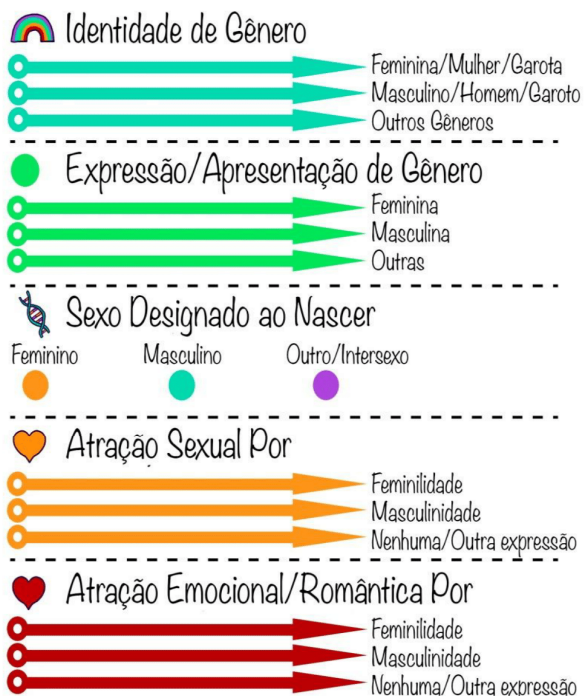 Identidade de Gênero
Feminina/Mulher/Garota
Masculino/Homem/Garoto
Outros Gêneros
Expressão/Apresentação de Gênero
Feminina
Masculina
Outras
Sexo Designado ao Nascer
Feminino Masculino Outro/Intersexo
Atração Sexual Por
Feminilidade
Masculinidade
Nenhuma/Outra expressão
Atração Emocional/Romântica Por
Feminilidade
Masculinidade
Nenhuma/Outra expressão